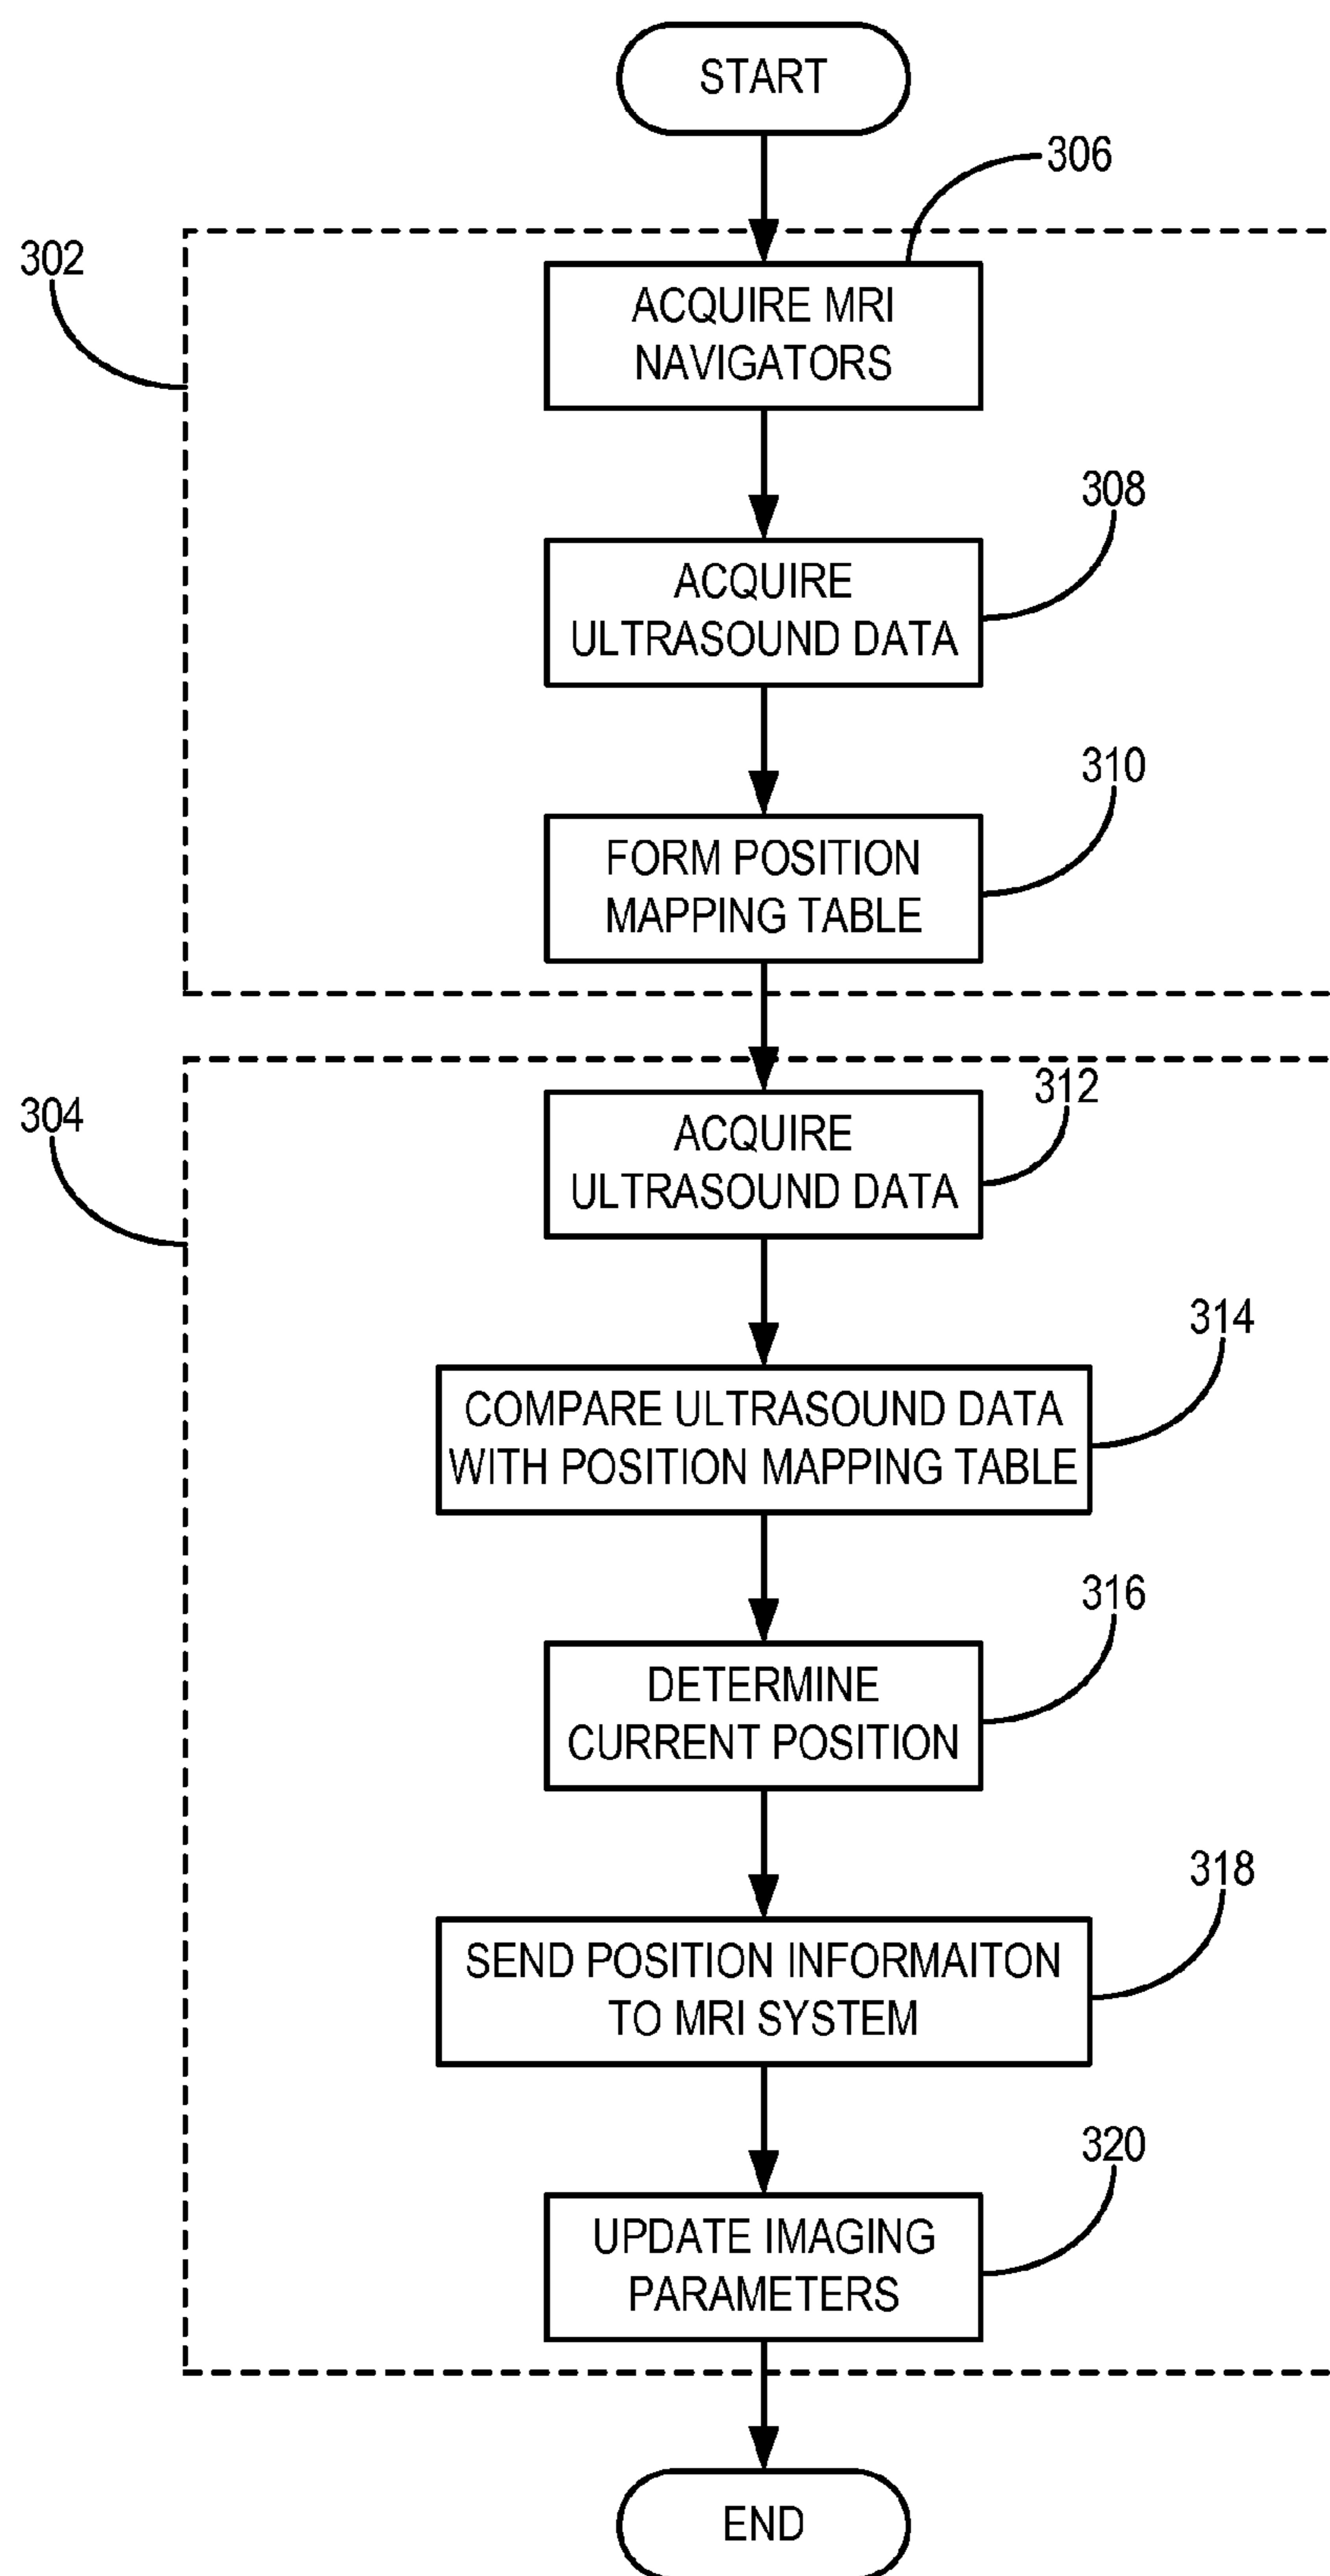 START
306
302
ACQUIRE MRI
NAVIGATORS
308
ACQUIRE
ULTRASOUND DATA
310
FORM POSITION
MAPPING TABLE
312
304
ACQUIRE
ULTRASOUND DATA
314
COMPARE ULTRASOUND DATA
WITH POSITION MAPPING TABLE
316
DETERMINE
CURRENT POSITION
318
SEND POSITION INFORMAITON
TO MRI SYSTEM
320
UPDATE IMAGING
PARAMETERS
END